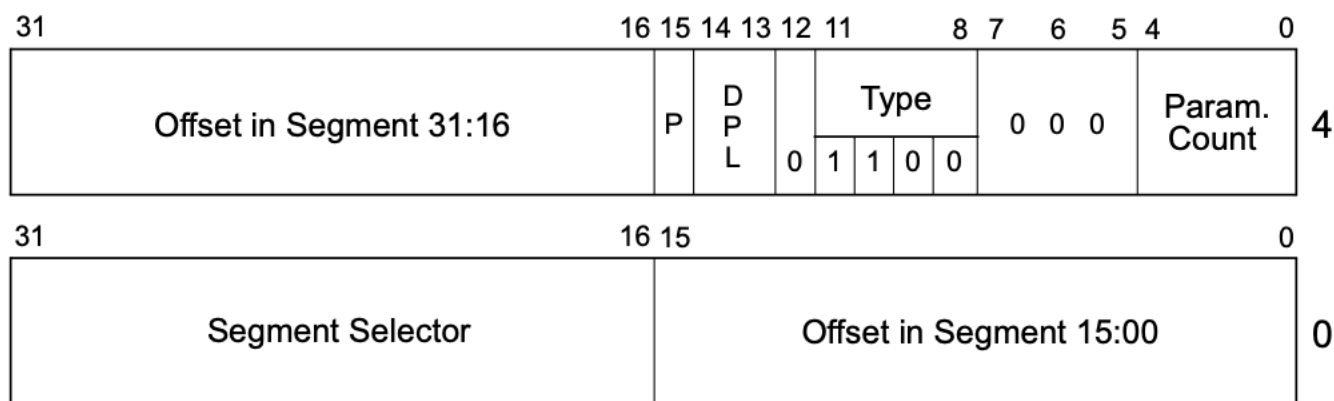 31 16 15 14 13 12 11 8 7 6 5 4 0
Offset in Segment 31:16
P
D
P
L
0
Type
1 1 0 0
0 0 0
Param.
Count
4
31 16 15 0
Segment Selector
Offset in Segment 15:00
0